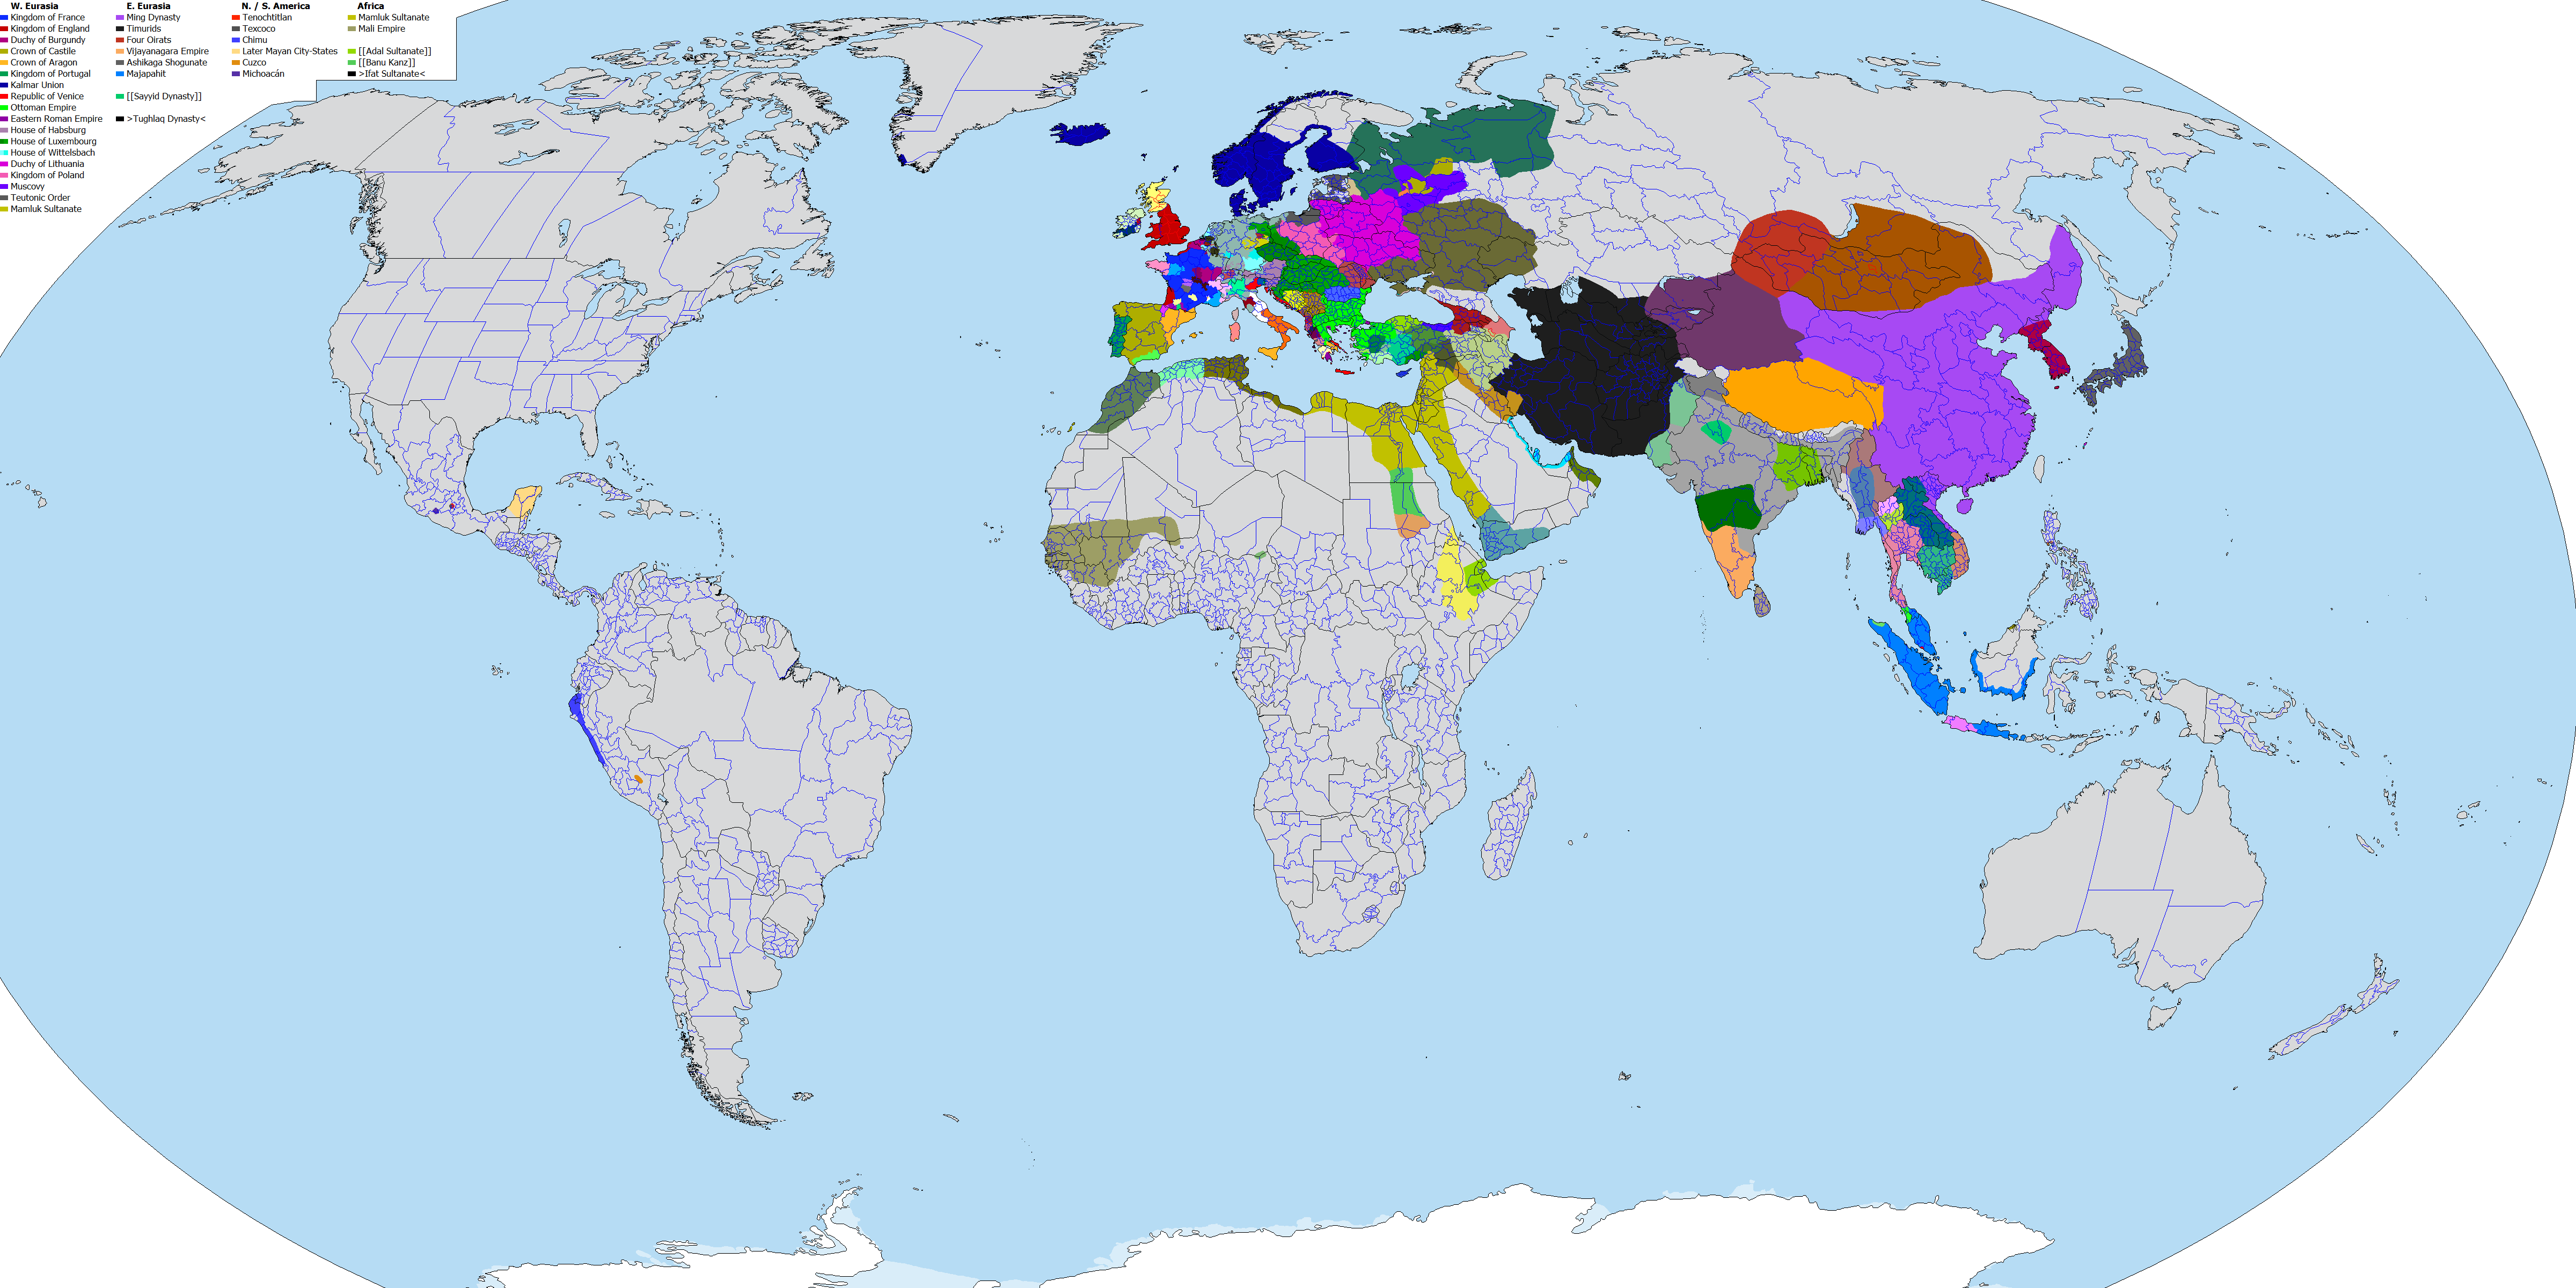 W. Eurasia
Kingdom of France
Kingdom of England
Duchy of Burgundy
Crown of Castile
Crown of Aragon
Kingdom of Portugal
Kalmar Union
Republic of Venice
Ottoman Empire
Eastern Roman Empire
House of Habsburg
House of Luxembourg
House of Wittelsbach
Duchy of Lithuania
Kingdom of Poland
Muscovy
Teutonic Order
Mamluk Sultanate
E. Eurasia
Ming Dynasty
Timurids
Four Oirats
Vijayanagara Empire
Ashikaga Shogunate
Majapahit
[[Sayyid Dynasty]]
>Tughlaq Dynasty<
N. / S. America
Tenochtitlan
Texcoco
Chimu
Later Mayan City-States
Cuzco
Michoacán
Africa
Mamluk Sultanate
Mali Empire
[[Adal Sultanate]]
[[Banu Kanz]]
>Ifat Sultanate<